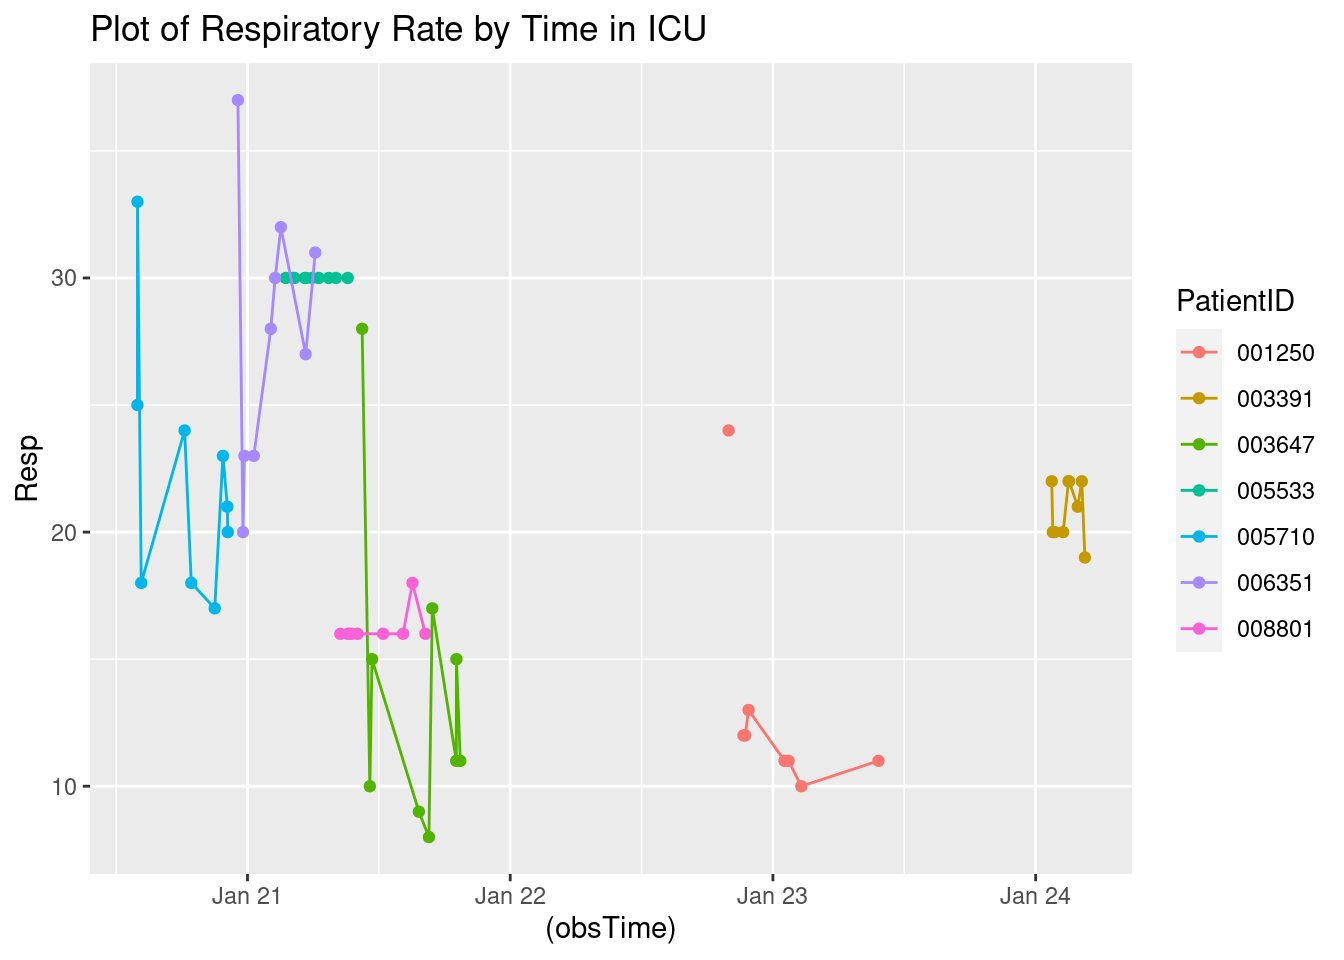 Plot of Respiratory Rate by Time in ICU
30
20
10
Resp
Jan 21
Jan 22
Jan 23
Jan 24
(obsTime)
PatientID
001250
003391
003647
005533
005710
006351
008801